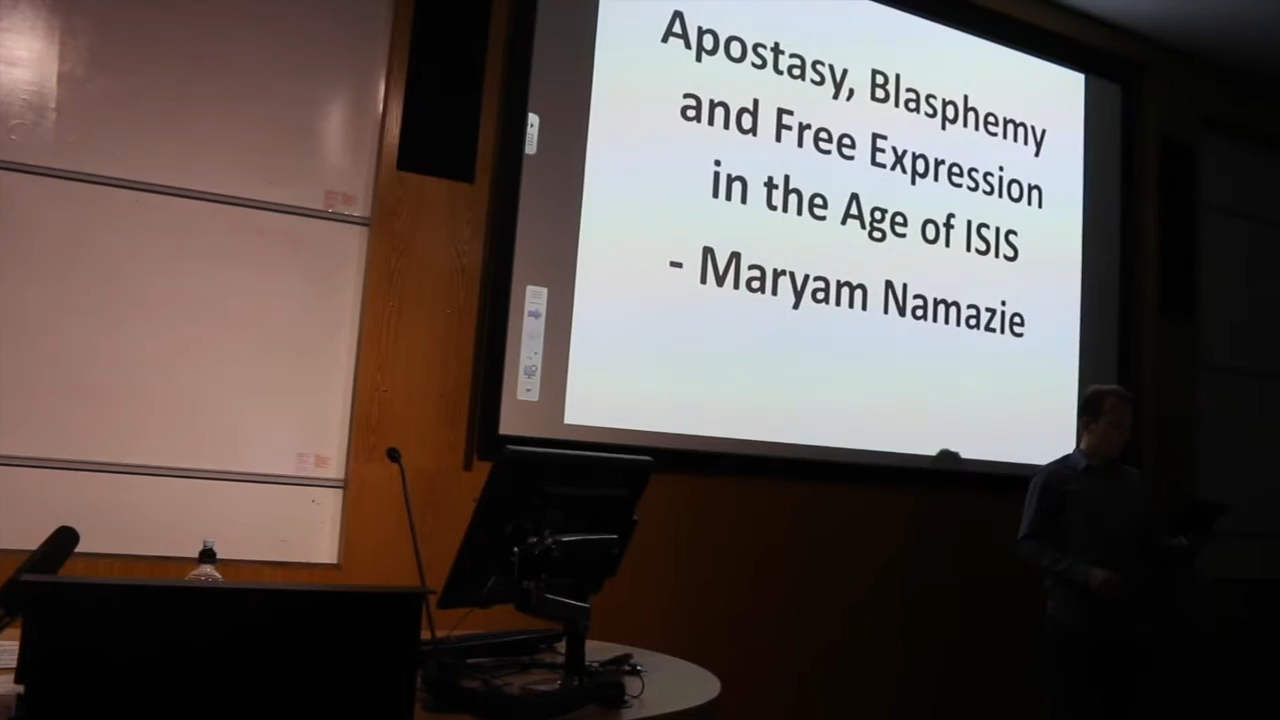 Apostasy, Blasphemy
and Free Expression
in the Age of ISIS
- Maryam Namazie